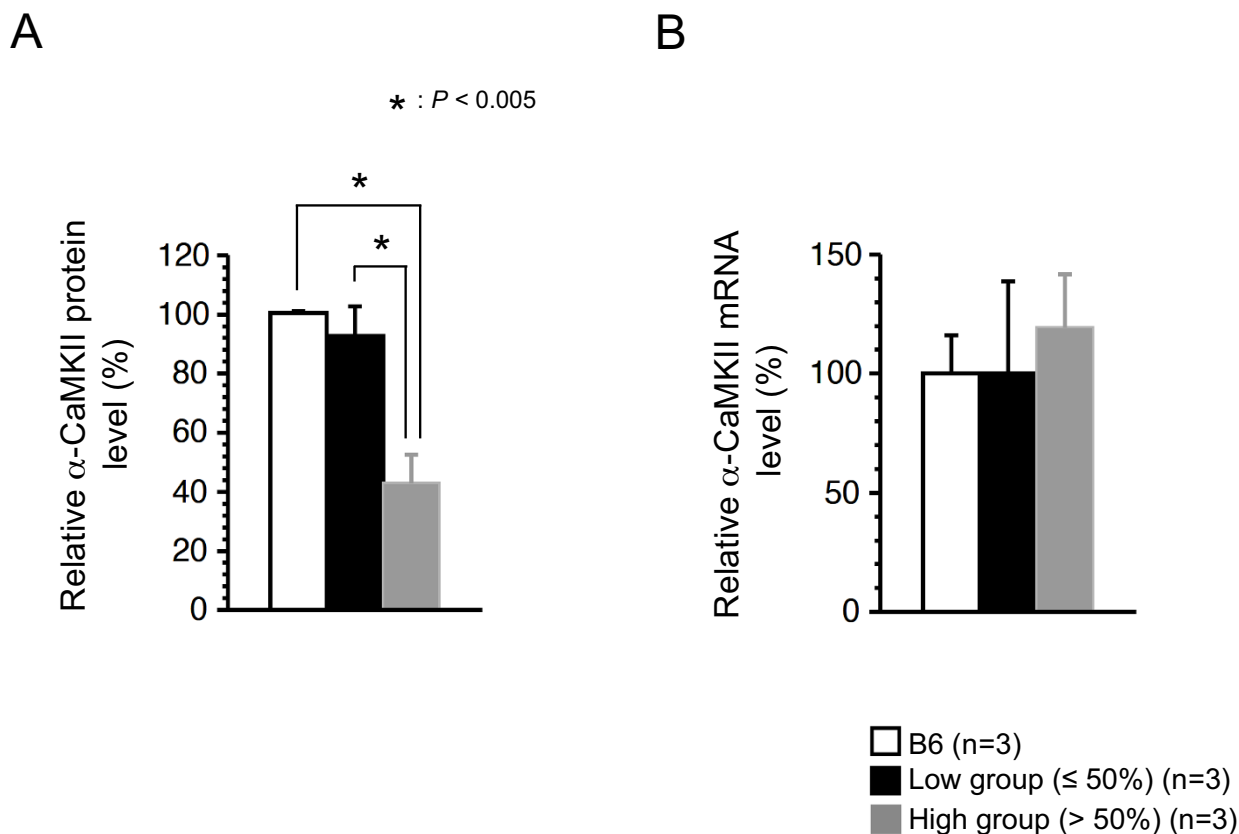 A
* : P < 0.005
*
*
Relative α-CaMKII protein
level (%)
120
100
80
60
40
20
0
B
Relative α-CaMKII mRNA
level (%)
150
100
50
0
B6 (n=3)
Low group (≤ 50%) (n=3)
High group (> 50%) (n=3)